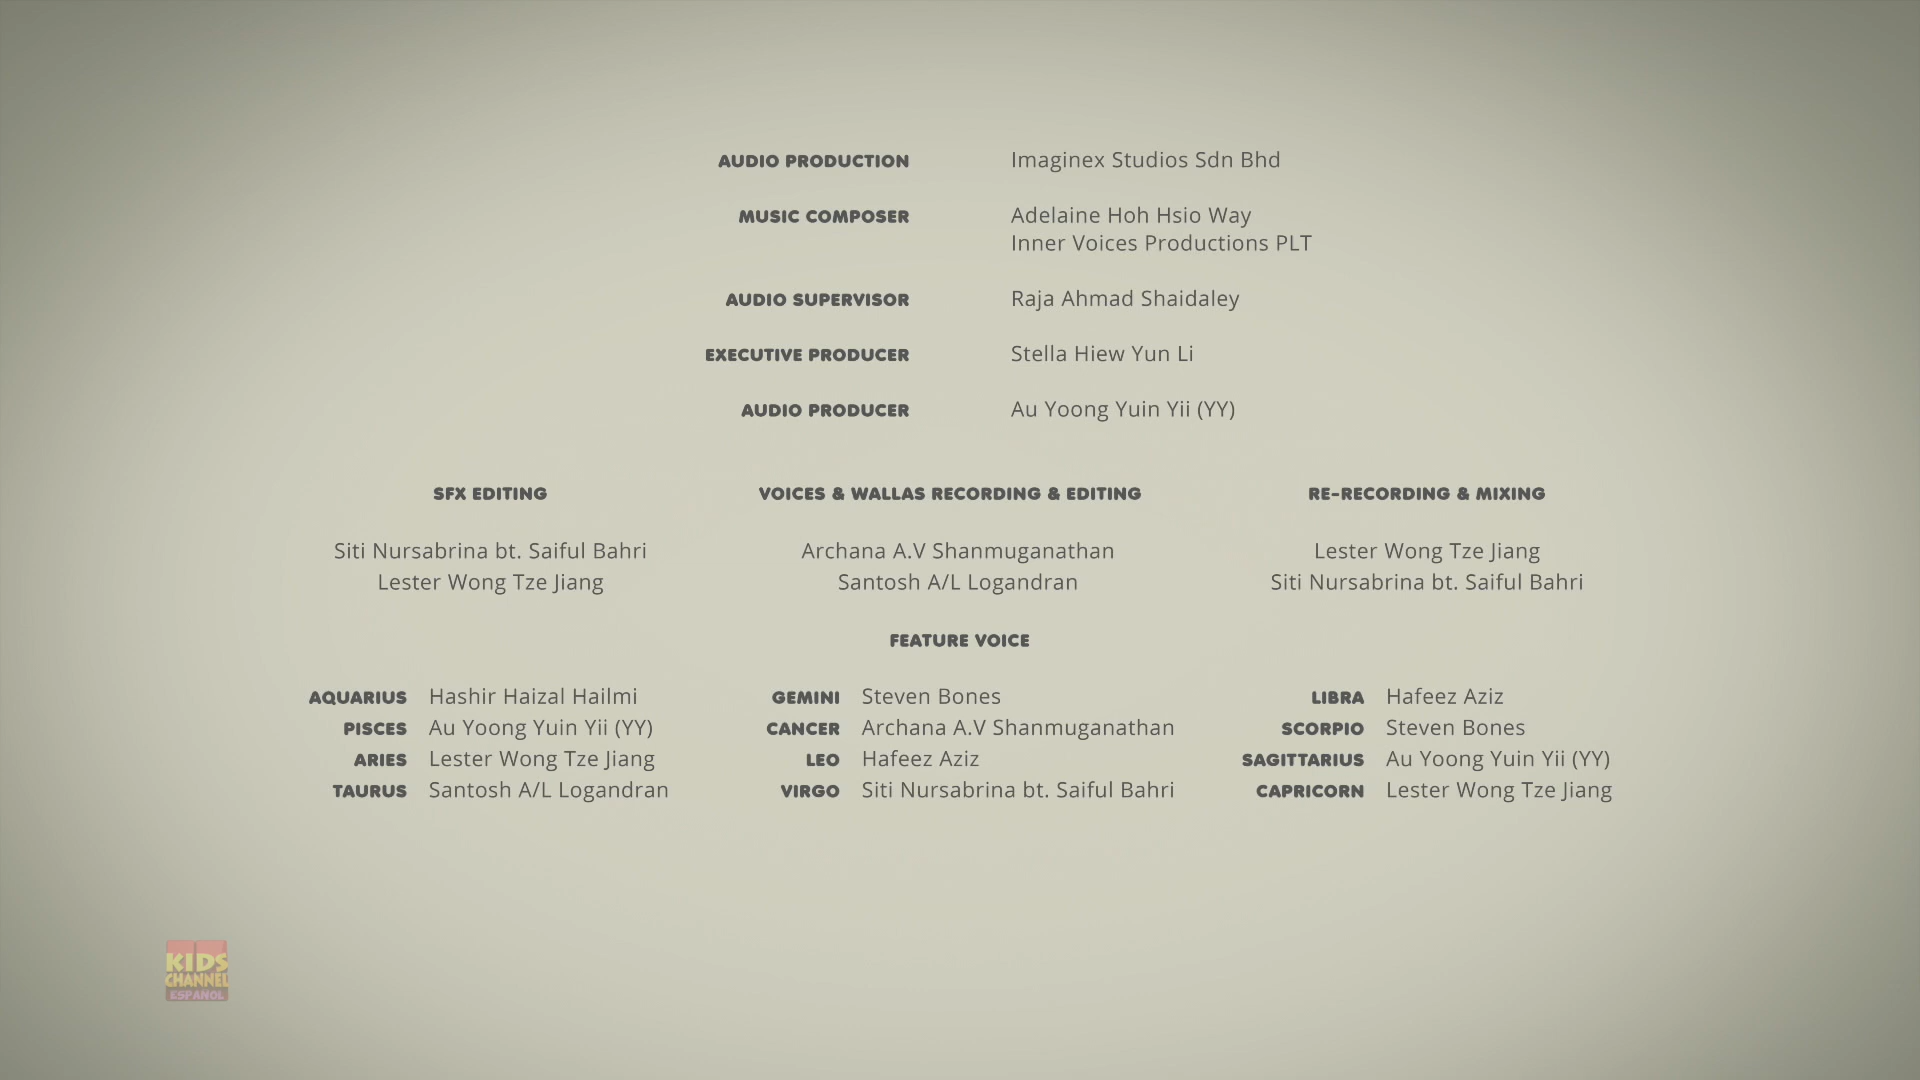 AUDIO PRODUCTION Imaginex Studios Sdn Bhd
MUSIC COMPOSER Adelaine Hoh Hsio Way
Inner Voices Productions PLT
AUDIO SUPERVISOR Raja Ahmad Shaidaley
EXECUTIVE PRODUCER Stella Hiew Yun Li
AUDIO PRODUCER Au Yoong Yuin Yii (YY)
SFX EDITING
Siti Nursabrina bt. Saiful Bahri
Lester Wong Tze Jiang
VOICES & WALLAS RECORDING & EDITING
Archana A.V Shanmuganathan
Santosh A/L Logandran
RE-RECORDING & MIXING
Lester Wong Tze Jiang
Siti Nursabrina bt. Saiful Bahri
FEATURE VOICE
AQUARIUS Hashir Haizal Hailmi
PISCES Au Yoong Yuin Yii (YY)
ARIES Lester Wong Tze Jiang
TAURUS Santosh A/L Logandran
GEMINI Steven Bones
CANCER Archana A.V Shanmuganathan
LEO Hafeez Aziz
VIRGO Siti Nursabrina bt. Saiful Bahri
LIBRA Hafeez Aziz
SCORPIO Steven Bones
SAGITTARIUS Au Yoong Yuin Yii (YY)
CAPRICORN Lester Wong Tze Jiang
KIDS
CHANNEL
ESPAÑOL